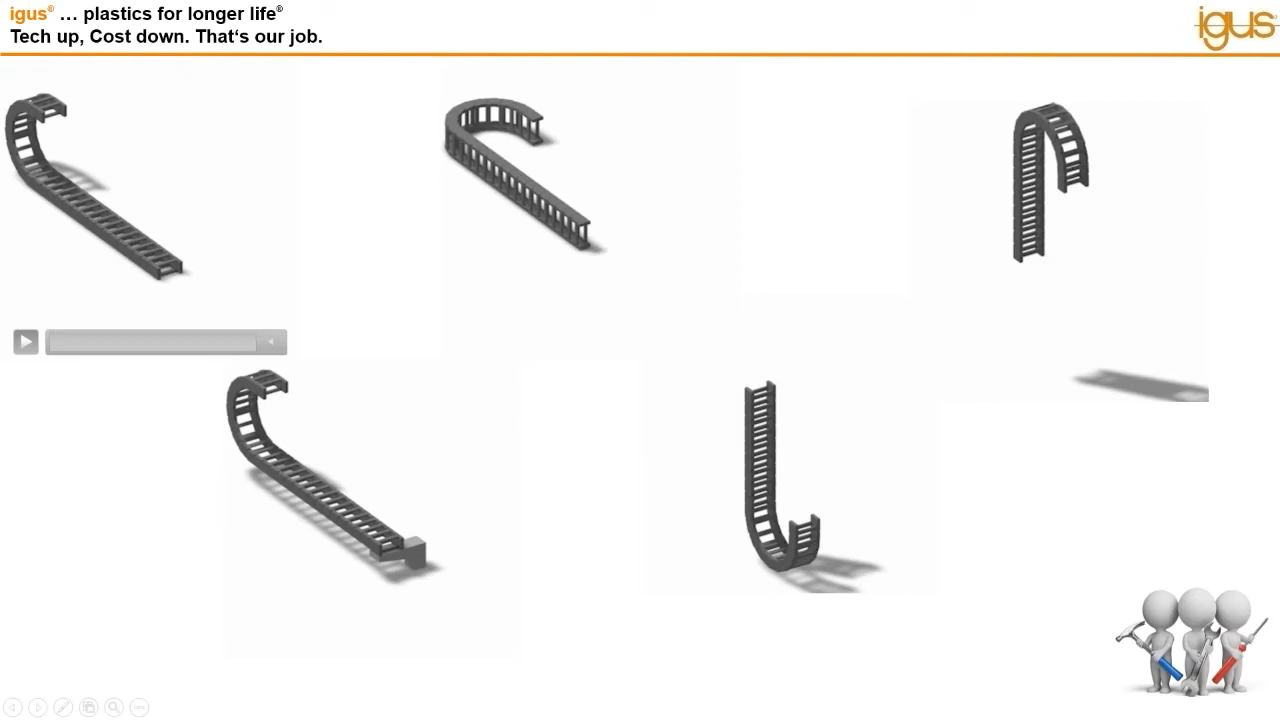 igus® … plastics for longer life®
Tech up, Cost down. That‘s our job.
igus